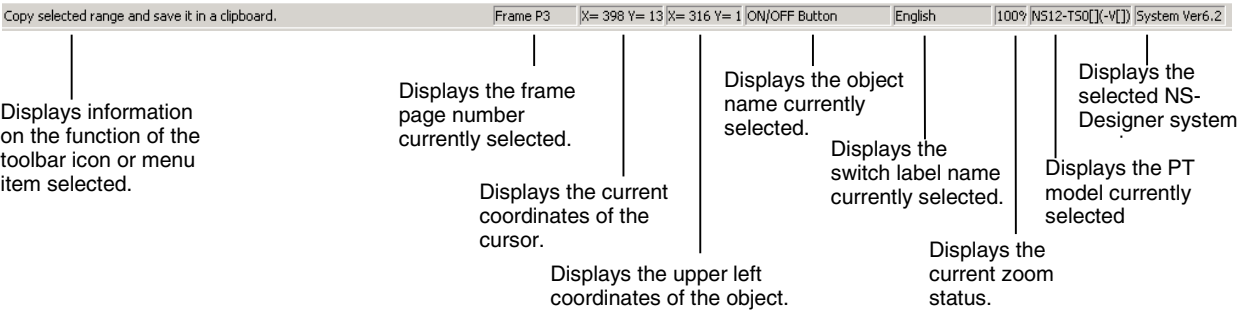 Copy selected range and save it in a clipboard. Frame P3 X= 398 Y= 13 X= 316 Y= 1 ON/OFF Button English 100% NS12-TS0[](-V[]) System Ver6.2
Displays information
on the function of the
toolbar icon or menu
item selected.
Displays the frame
page number
currently selected.
Displays the current
coordinates of the
cursor.
Displays the upper left
coordinates of the object.
Displays the object
name currently
selected.
Displays the
switch label name
currently selected.
Displays the
current zoom
status.
Displays the PT
model currently
selected
Displays the
selected NS-
Designer system